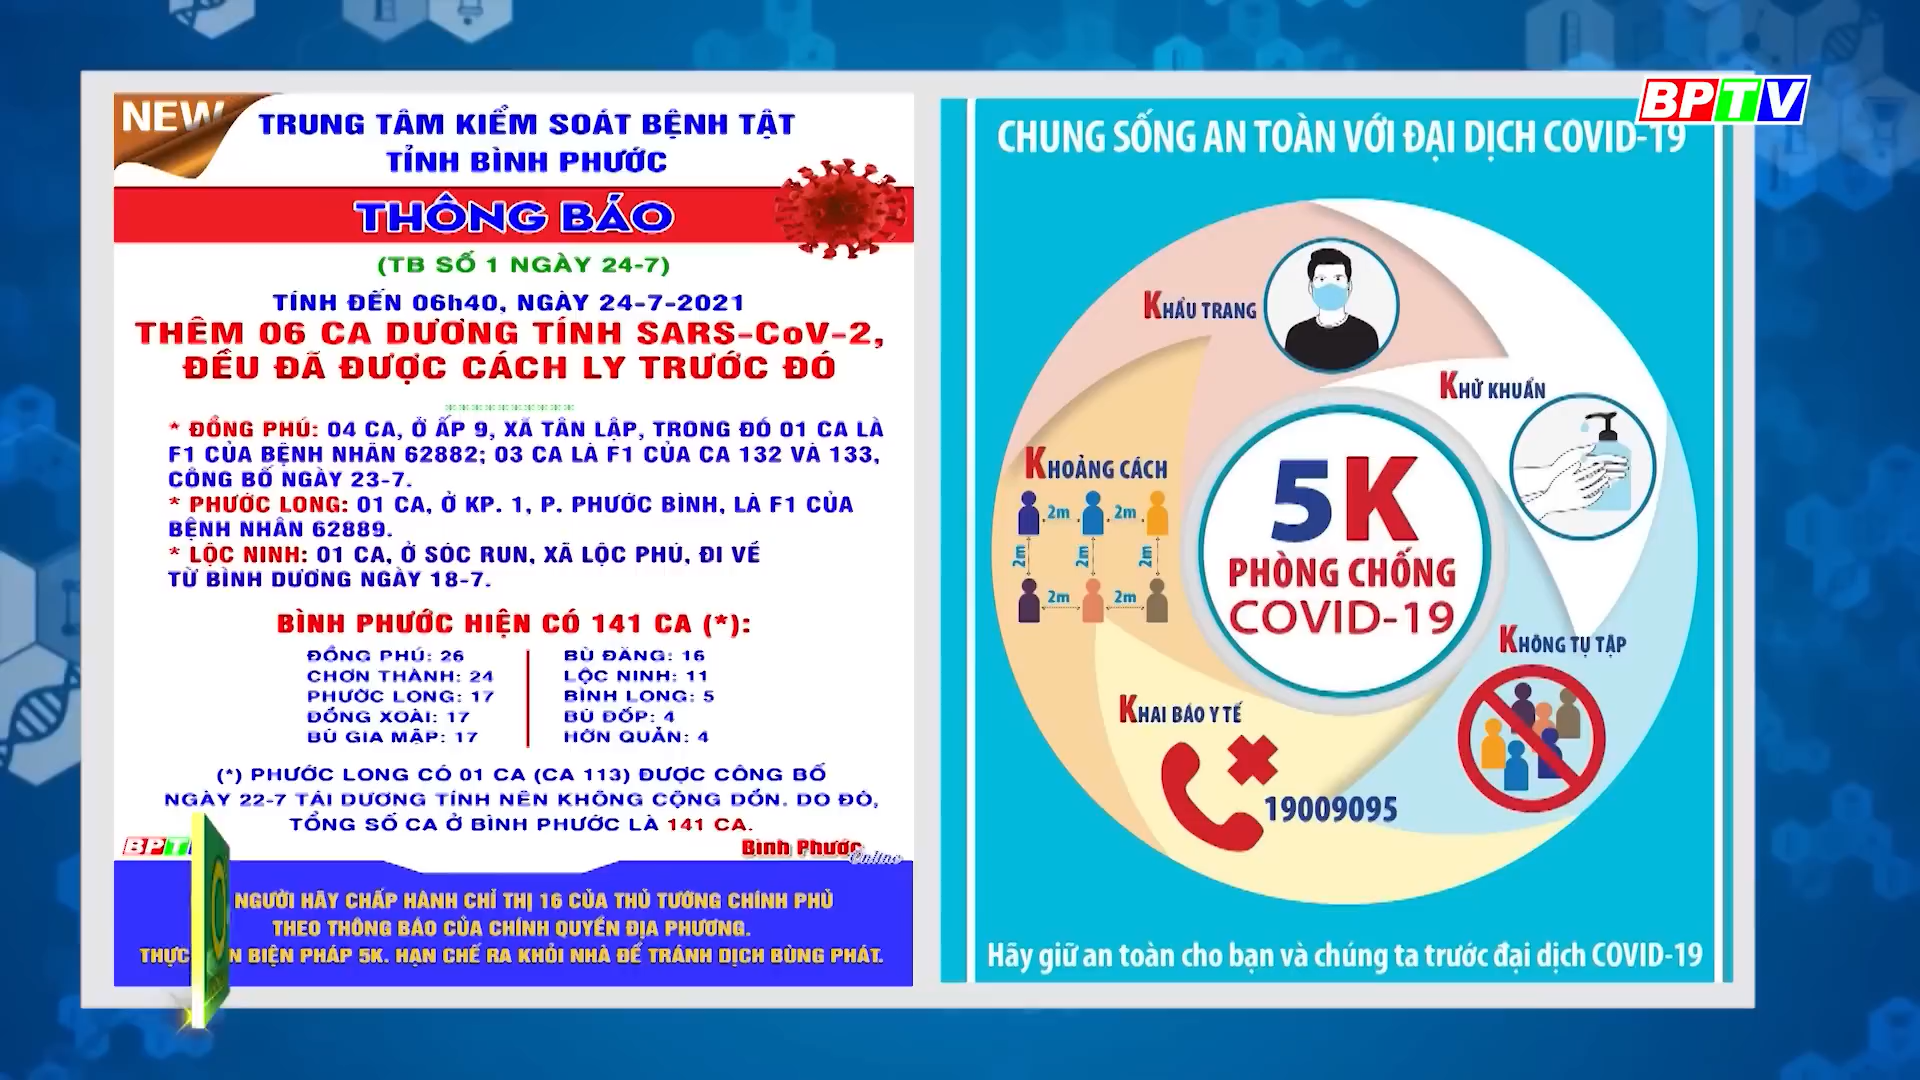 NEW
TRUNG TÂM KIỂM SOÁT BỆNH TẬT
TỈNH BÌNH PHƯỚC
THÔNG BÁO
(TB SỐ 1 NGÀY 24-7)
TÍNH ĐẾN 06h40, NGÀY 24-7-2021
THÊM 06 CA DƯƠNG TÍNH SARS-CoV-2,
ĐỀU ĐÃ ĐƯỢC CÁCH LY TRƯỚC ĐÓ
* ĐỒNG PHÚ: 04 CA, Ở ẤP 9, XÃ TÂN LẬP, TRONG ĐÓ 01 CA LÀ
F1 CỦA BỆNH NHÂN 62882; 03 CA LÀ F1 CỦA CA 132 VÀ 133,
CÔNG BỐ NGÀY 23-7.
* PHƯỚC LONG: 01 CA, Ở KP. 1, P. PHƯỚC BÌNH, LÀ F1 CỦA
BỆNH NHÂN 62889.
* LỘC NINH: 01 CA, Ở SÓC RUN, XÃ LỘC PHÚ, ĐI VỀ
TỪ BÌNH DƯƠNG NGÀY 18-7.
BÌNH PHƯỚC HIỆN CÓ 141 CA (*):
ĐỒNG PHÚ: 26
CHƠN THÀNH: 24
PHƯỚC LONG: 17
ĐỒNG XOÀI: 17
BÙ GIA MẬP: 17
BÙ ĐĂNG: 16
LỘC NINH: 11
BÌNH LONG: 5
BÙ ĐỐP: 4
HỚN QUẢN: 4
(*) PHƯỚC LONG CÓ 01 CA (CA 113) ĐƯỢC CÔNG BỐ
NGÀY 22-7 TÁI DƯƠNG TÍNH NÊN KHÔNG CỘNG DỒN. DO ĐÓ,
TỔNG SỐ CA Ở BÌNH PHƯỚC LÀ 141 CA.
BPT
Bình Phước
Online
NGƯỜI HÃY CHẤP HÀNH CHỈ THỊ 16 CỦA THỦ TƯỚNG CHÍNH PHỦ
THEO THÔNG BÁO CỦA CHÍNH QUYỀN ĐỊA PHƯƠNG.
BIỆN PHÁP 5K. HẠN CHẾ RA KHỎI NHÀ ĐỂ TRÁNH DỊCH BÙNG PHÁT.
BPTV
CHUNG SỐNG AN TOÀN VỚI ĐẠI DỊCH COVID-19
KHẨU TRANG
KHỬ KHUẨN
KHOẢNG CÁCH
2m 2m
2m 2m 2m
2m 2m
5K
PHÒNG CHỐNG
COVID-19
KHÔNG TỤ TẬP
KHAI BÁO Y TẾ
19009095
Hãy giữ an toàn cho bạn và chúng ta trước đại dịch COVID-19